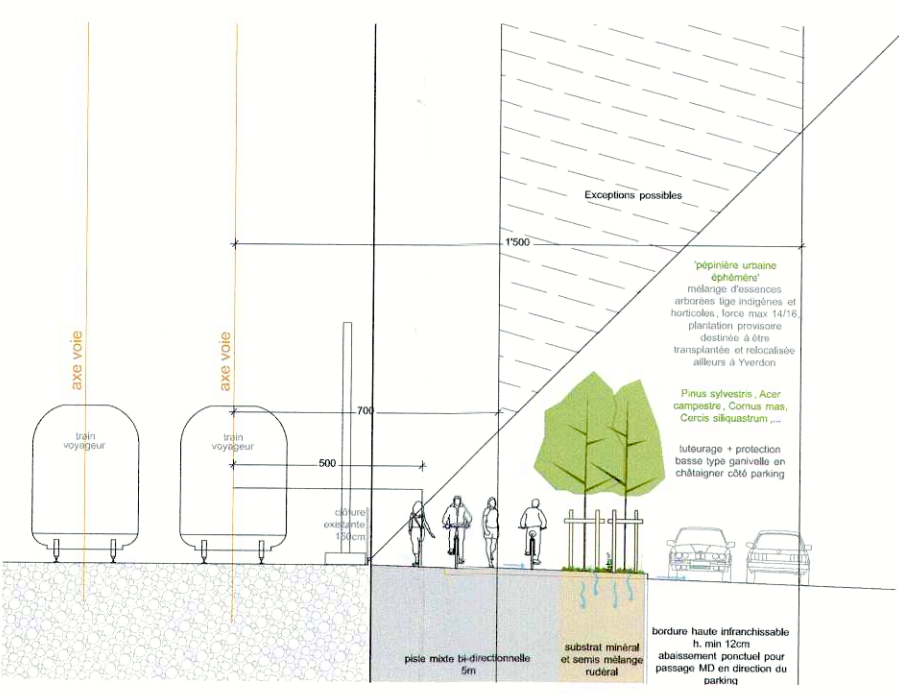 Exceptions possibles
1'500
'pépinière urbaine
éphémère'
mélange d'essences
arborées tige indigènes et
horticoles, force max 14/16,
plantation provisoire
destinée à être
transplantée et relocalisée
ailleurs à Yverdon
axe voie
axe voie
Pinus sylvestris, Acer
campestre, Cornus mas,
Cercis siliquastrum ,...
700
train
voyageur
train
voyageur
tuteurage + protection
basse type ganivelle en
châtaigner côté parking
500
clôture
existante
150cm
piste mixte bi-directionnelle
5m
substrat minéral
et semis mélange
rudéral
bordure haute infranchissable
h. min 12cm
abaissement ponctuel pour
passage MD en direction du
parking